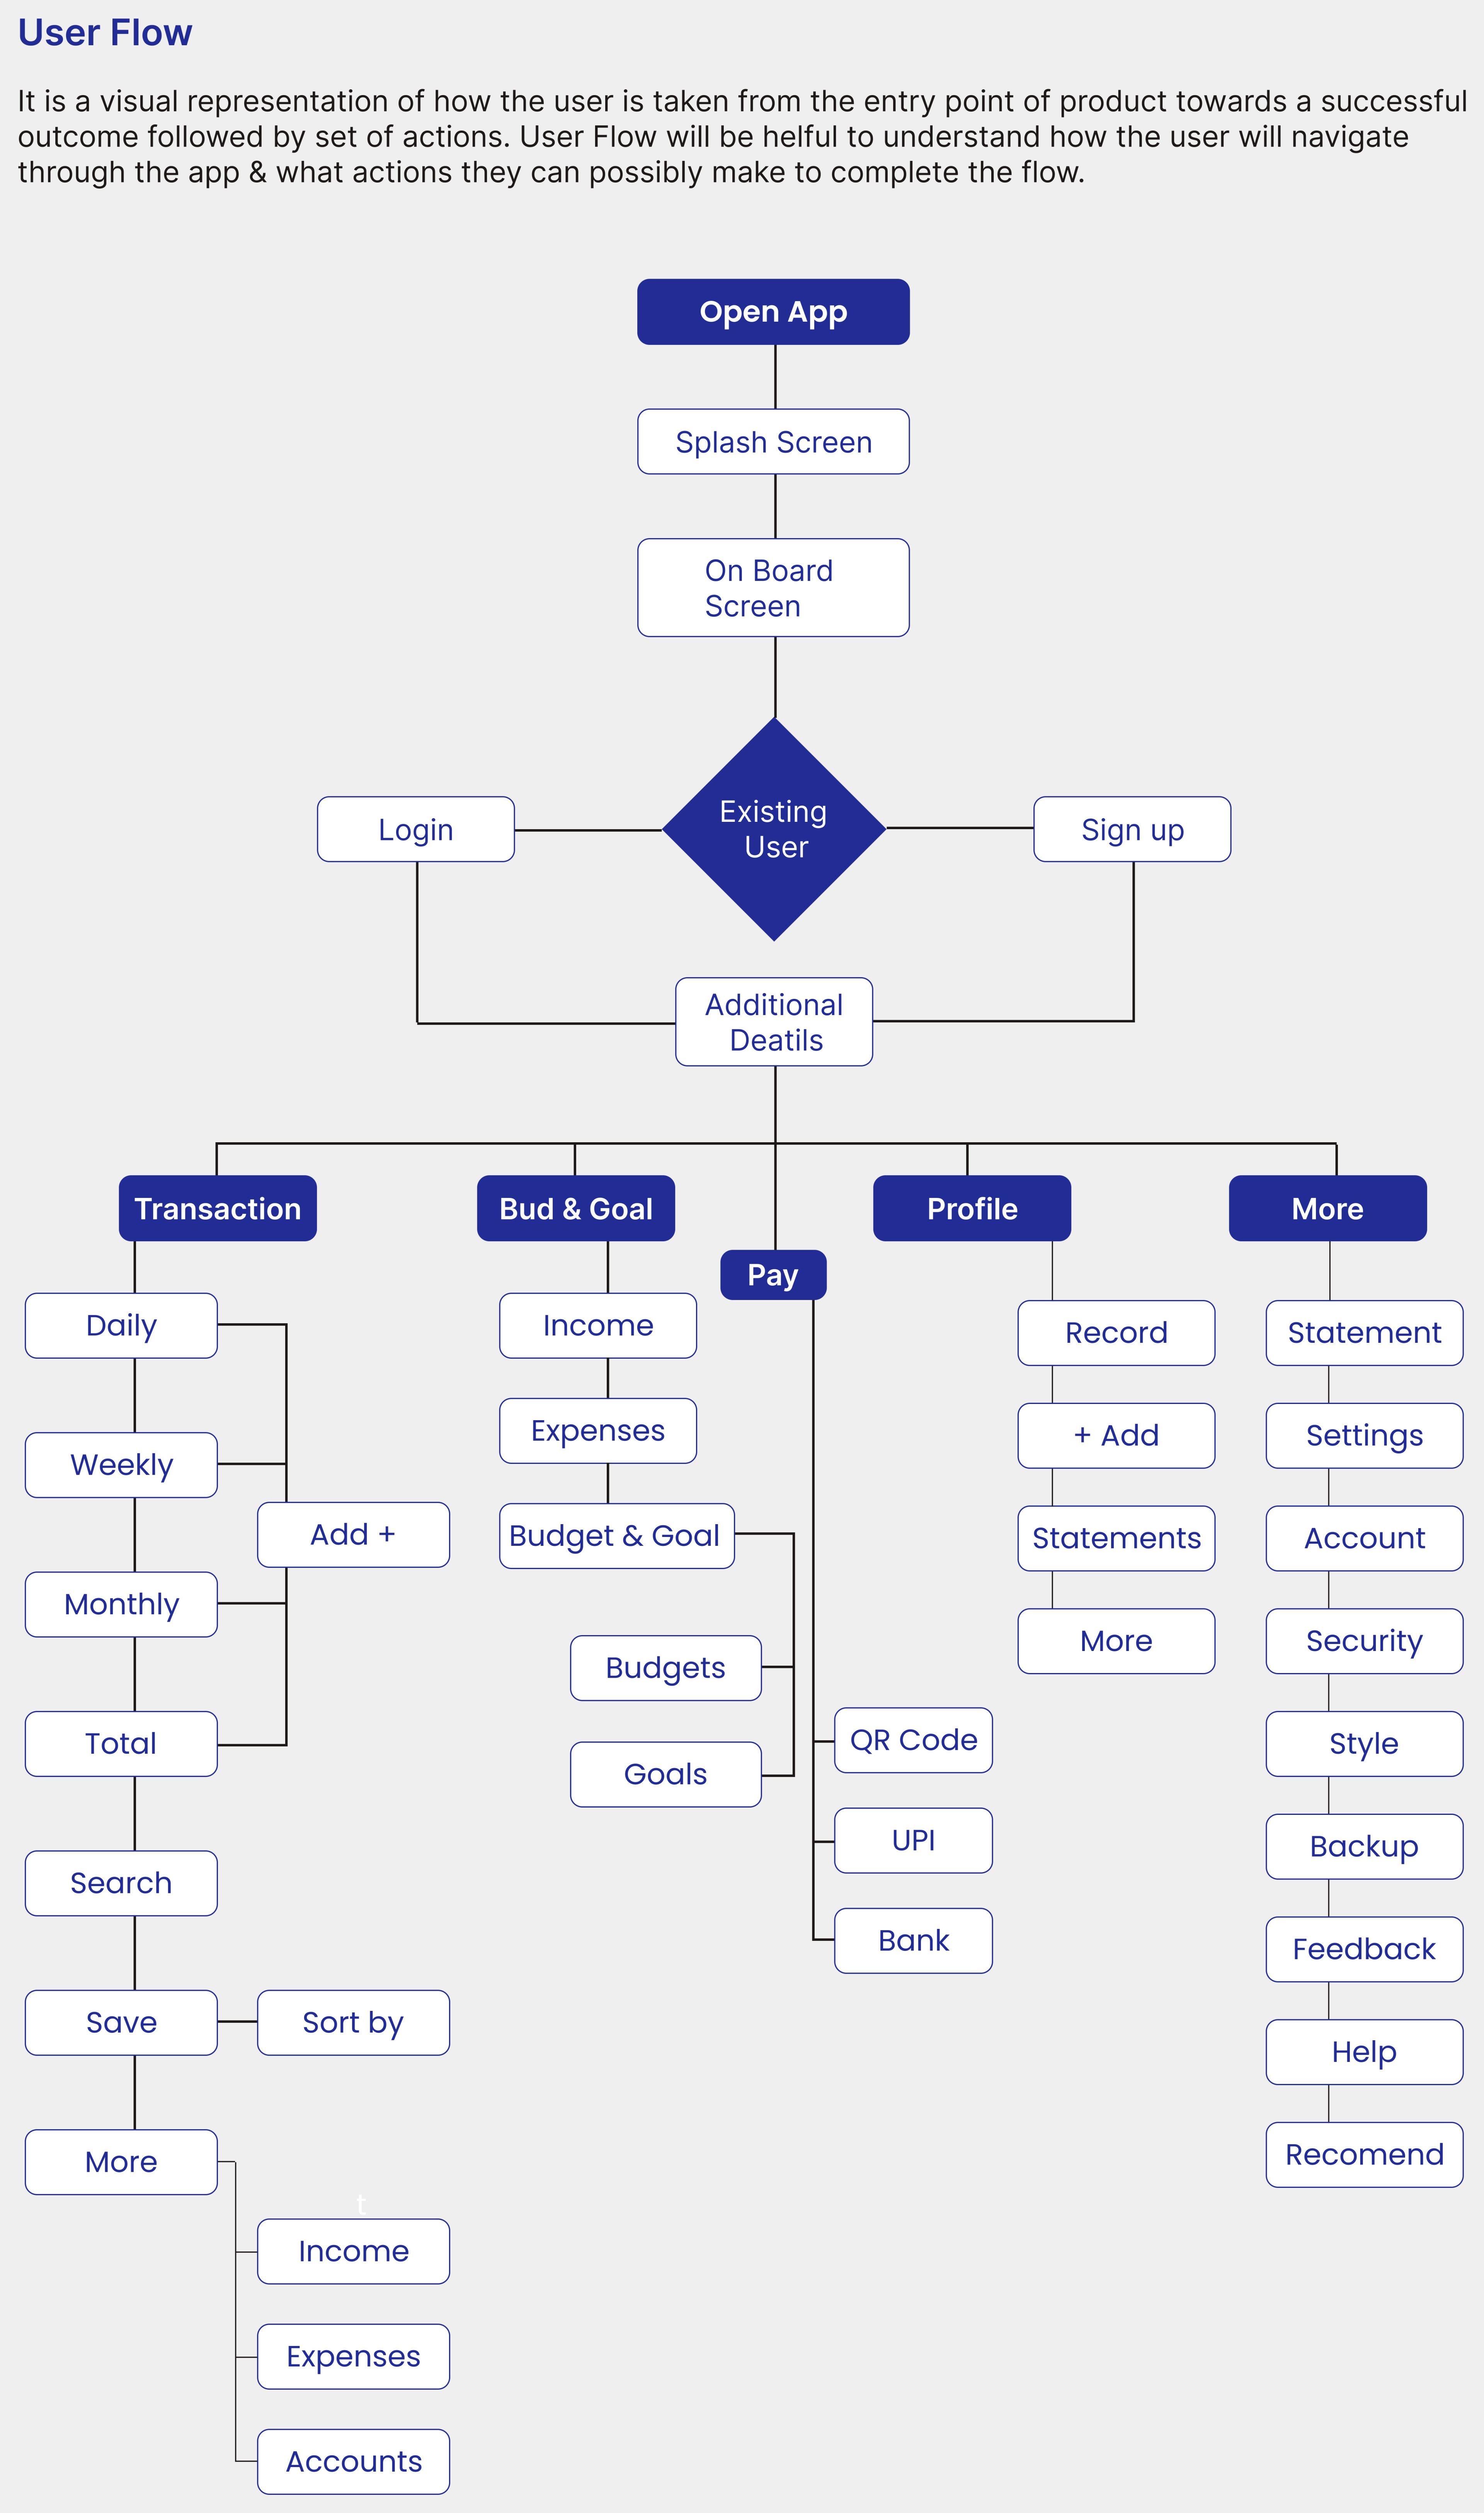 User Flow
It is a visual representation of how the user is taken from the entry point of product towards a successful
outcome followed by set of actions. User Flow will be helful to understand how the user will navigate
through the app & what actions they can possibly make to complete the flow.
Open App
Splash Screen
On Board
Screen
Existing
User
Login
Sign up
Additional
Deatils
Transaction
Daily
Weekly
Add +
Monthly
Total
Search
Save
Sort by
More
t
Income
Expenses
Accounts
Bud & Goal
Income
Expenses
Budget & Goal
Budgets
Goals
Pay
QR Code
UPI
Bank
Profile
Record
+ Add
Statements
More
More
Statement
Settings
Account
Security
Style
Backup
Feedback
Help
Recomend